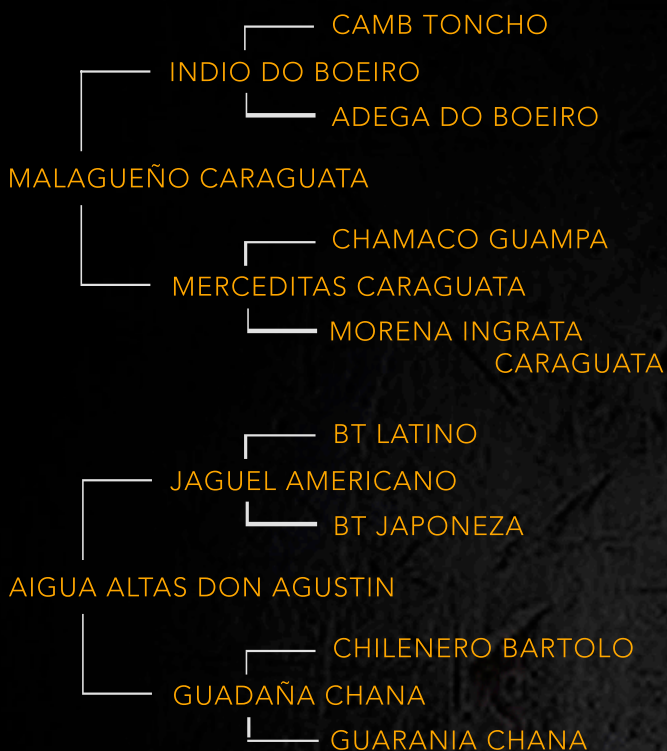 CAMB TONCHO
INDIO DO BOEIRO
ADEGA DO BOEIRO
MALAGUEÑO CARAGUATA
CHAMACO GUAMPA
MERCEDITAS CARAGUATA
MORENA INGRATA
CARAGUATA
BT LATINO
JAGUEL AMERICANO
BT JAPONEZA
AIGUA ALTAS DON AGUSTIN
CHILENERO BARTOLO
GUADAÑA CHANA
GUARANIA CHANA